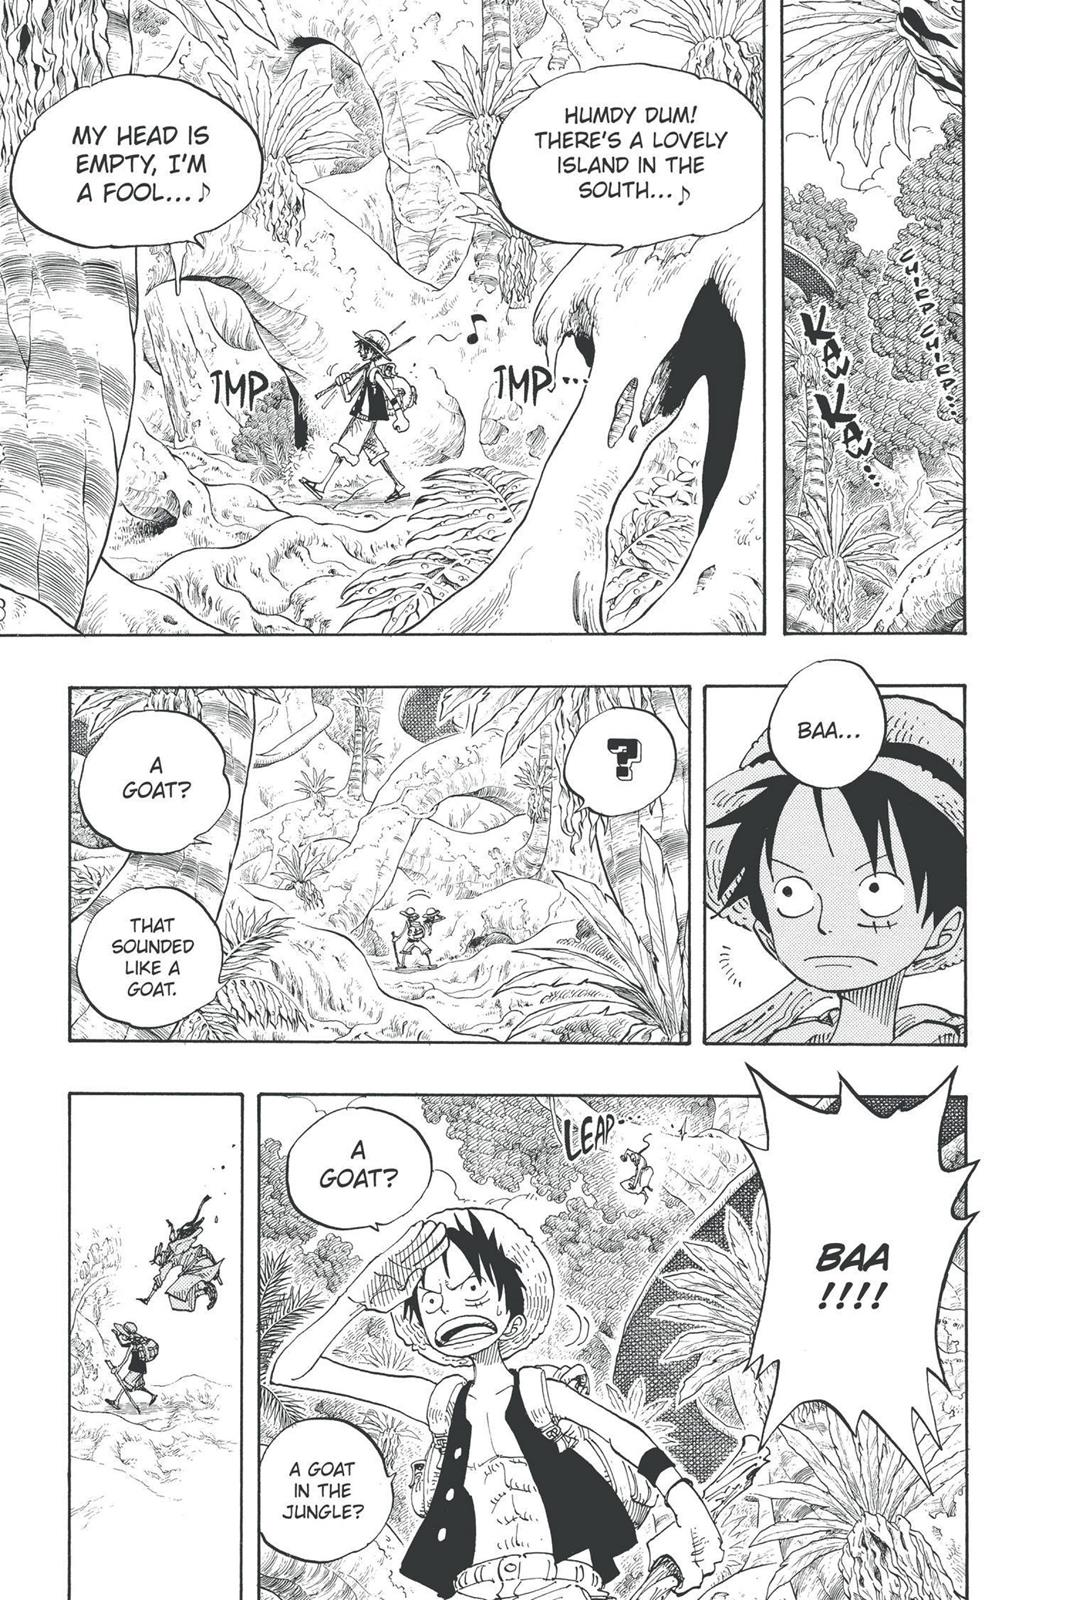 CHIRP CHIRP...
KAW KAW...
HUMDY DUM!
THERE'S A LOVELY
ISLAND IN THE
SOUTH...♪
MY HEAD IS
EMPTY, I'M
A FOOL...♪
TMP...
TMP
BAA...
?
A
GOAT?
THAT
SOUNDED
LIKE A
GOAT.
BAA
!!!!
LEAP...
A
GOAT?
A GOAT
IN THE
JUNGLE?